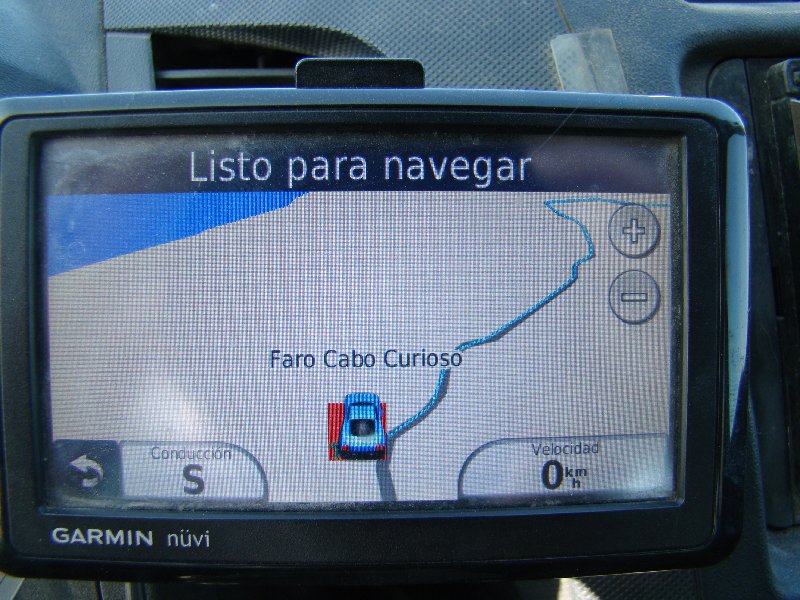 Listo para navegar
Faro Cabo Curioso
Conducción
S
Velocidad
0 km
h
GARMIN nüvi